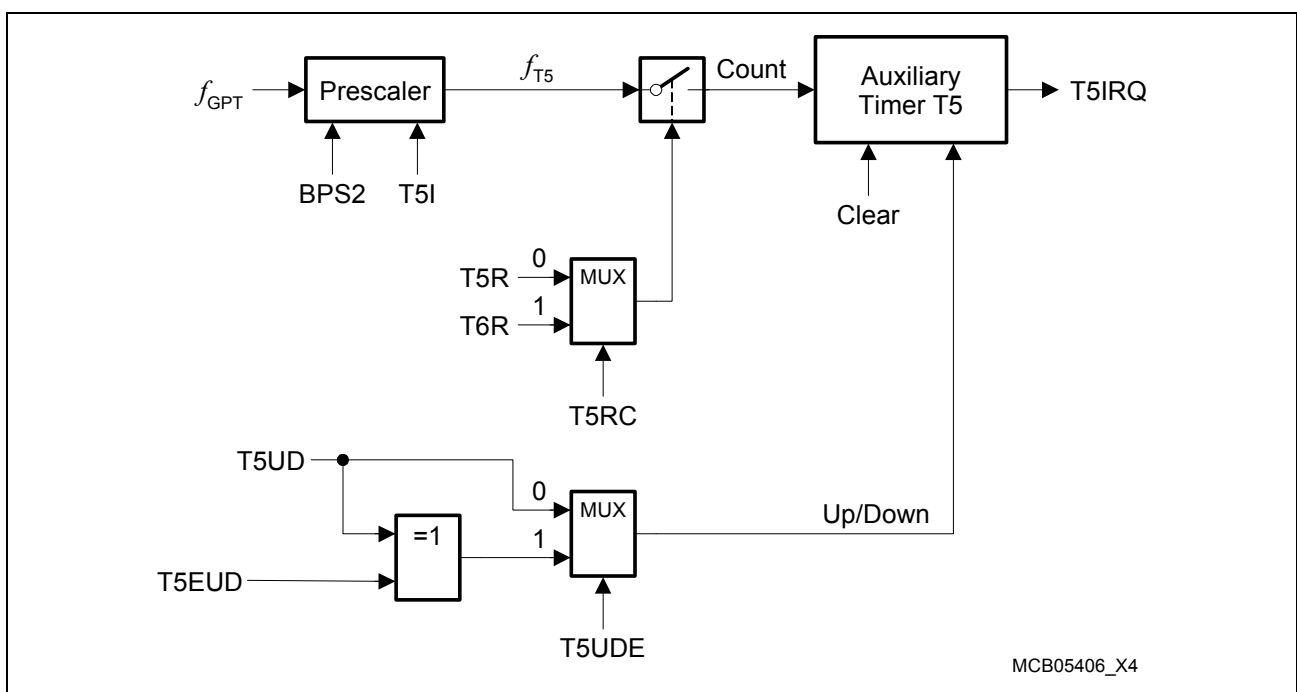 fGPT
Prescaler
fT5
Count
Auxiliary
Timer T5
T5IRQ
BPS2
T5I
Clear
T5R
0
MUX
T6R
1
T5RC
T5UD
0
MUX
Up/Down
=1
1
T5EUD
T5UDE
MCB05406_X4